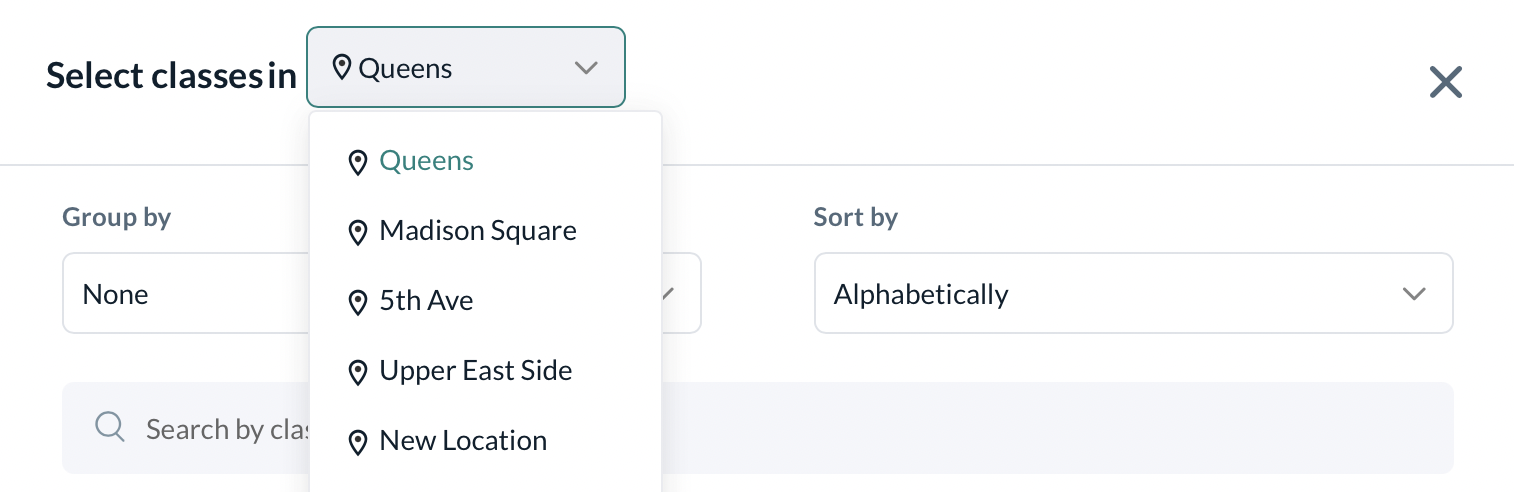 Select classes in
Queens
Queens
Madison Square
5th Ave
Upper East Side
New Location
Group by
None
Sort by
Alphabetically
Search by